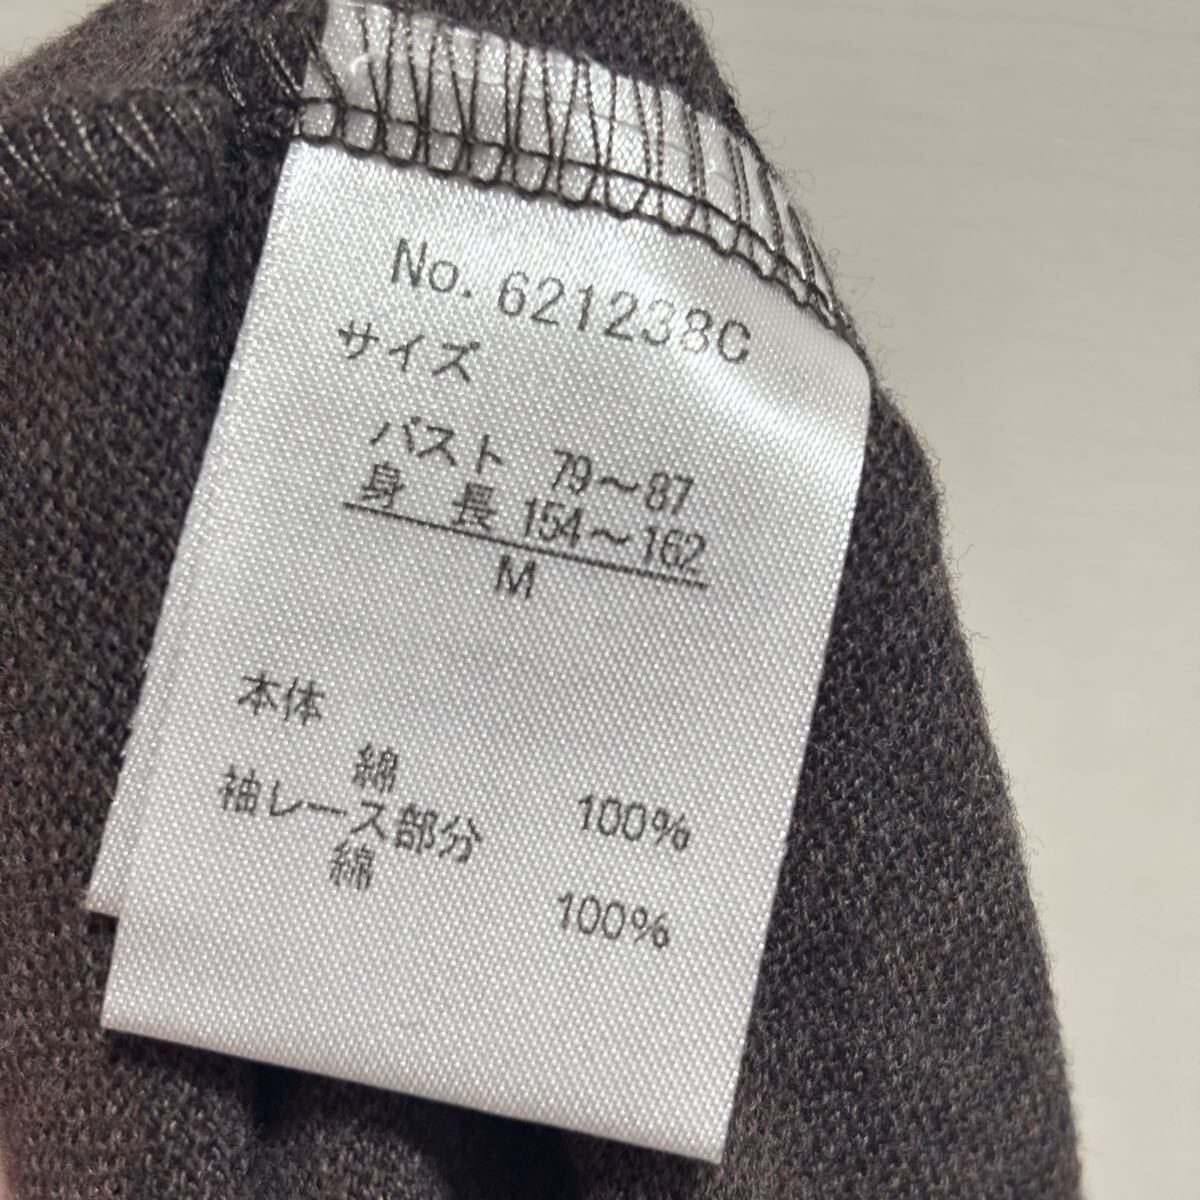 No. 621238C
サイズ
バスト 79～87
身 長 154～162
M
本体
綿 100%
袖レース部分
綿 100%